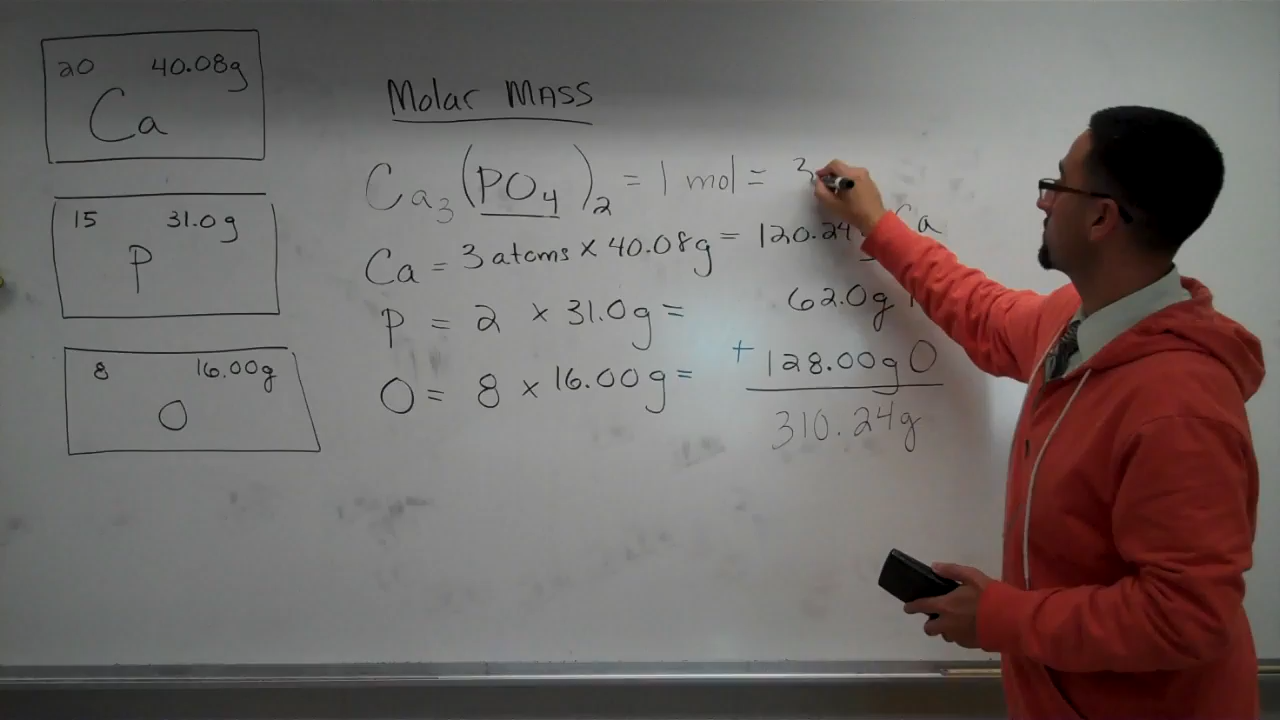 20 40.08g
Ca
15 31.0g
P
8 16.00g
O
Molar MASS
Ca₃(PO₄)₂ = 1 mol = 3
Ca = 3 atoms × 40.08g = 120.24 Ca
P = 2 × 31.0g = 62.0g
O = 8 × 16.00g = + 128.00g O
310.24g